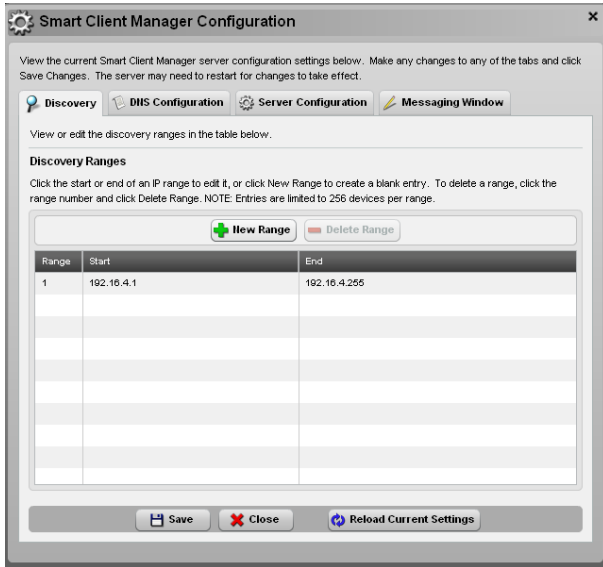 Smart Client Manager Configuration
View the current Smart Client Manager server configuration settings below. Make any changes to any of the tabs and click
Save Changes. The server may need to restart for changes to take effect.
Discovery DNS Configuration Server Configuration Messaging Window
View or edit the discovery ranges in the table below.
Discovery Ranges
Click the start or end of an IP range to edit it, or click New Range to create a blank entry. To delete a range, click the
range number and click Delete Range. NOTE: Entries are limited to 256 devices per range.
New Range Delete Range
Range Start End
1 192.16.4.1 192.16.4.255
Save Close Reload Current Settings